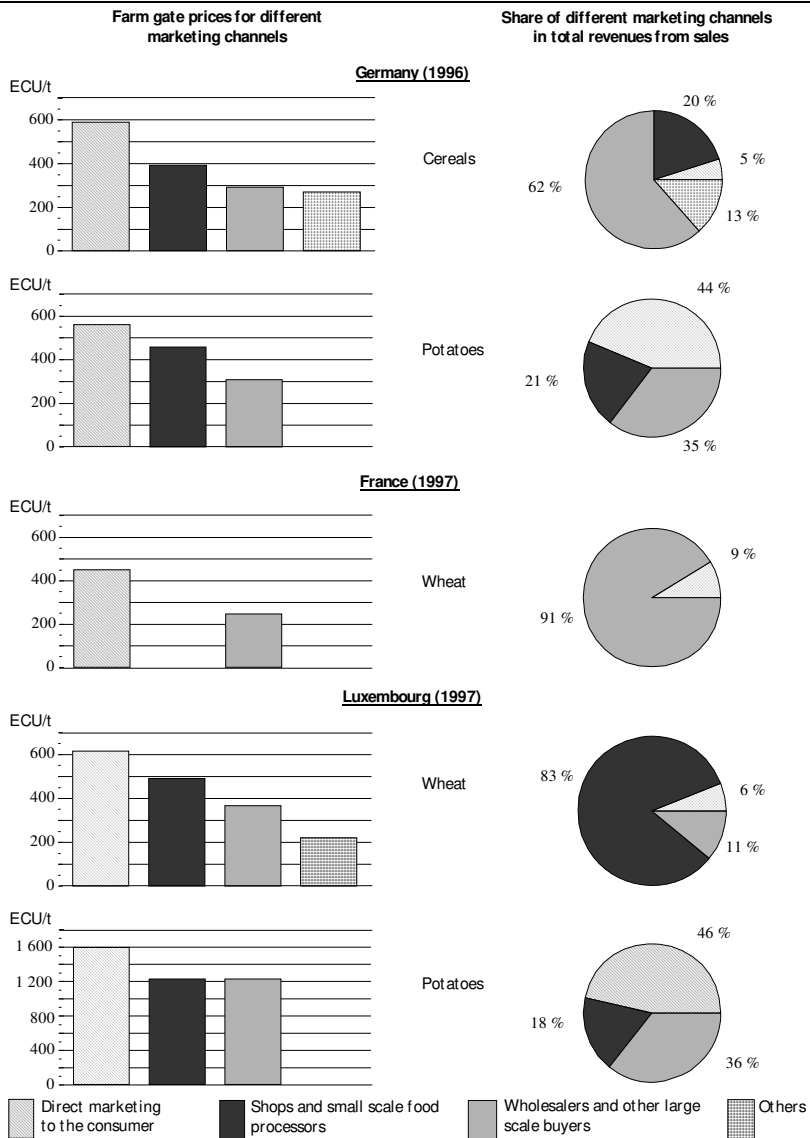 Farm gate prices for different
marketing channels
Share of different marketing channels
in total revenues from sales
Germany (1996)
ECU/t
600
400
200
0
Cereals
20 %
5 %
62 %
13 %
ECU/t
600
400
200
0
Potatoes
44 %
21 %
35 %
France (1997)
ECU/t
600
400
200
0
Wheat
9 %
91 %
Luxembourg (1997)
ECU/t
600
400
200
0
Wheat
83 %
6 %
11 %
ECU/t
1 600
1 200
800
400
0
Potatoes
46 %
18 %
36 %
Direct marketing
to the consumer
Shops and small scale food
processors
Wholesalers and other large
scale buyers
Others